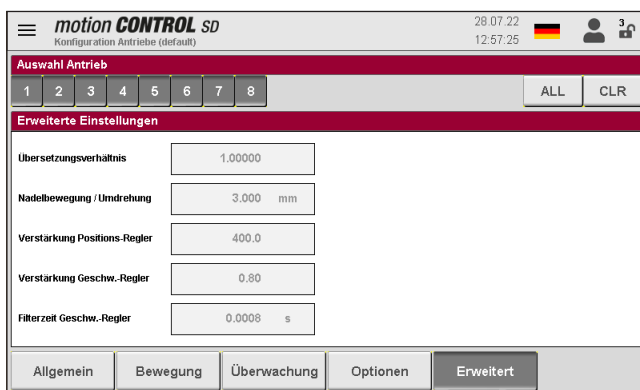 motion CONTROL SD
Konfiguration Antriebe (default)
28.07.22
12:57:25
3
Auswahl Antrieb
1 2 3 4 5 6 7 8 ALL CLR
Erweiterte Einstellungen
Übersetzungsverhältnis 1.00000
Nadelbewegung / Umdrehung 3.000 mm
Verstärkung Positions-Regler 400.0
Verstärkung Geschw.-Regler 0.80
Filterzeit Geschw.-Regler 0.0008 s
Allgemein Bewegung Überwachung Optionen Erweitert